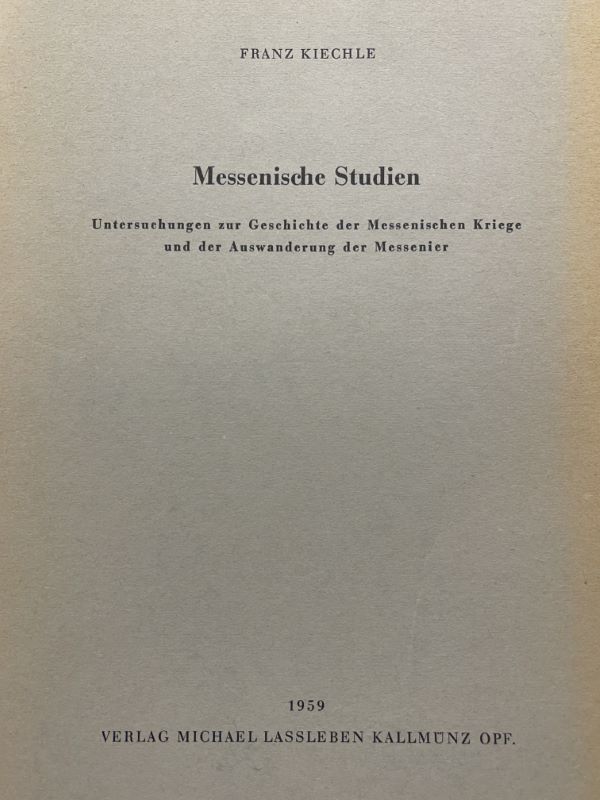 FRANZ KIECHLE
Messenische Studien
Untersuchungen zur Geschichte der Messenischen Kriege
und der Auswanderung der Messenier
1959
VERLAG MICHAEL LASSLEBEN KALLMÜNZ OPF.